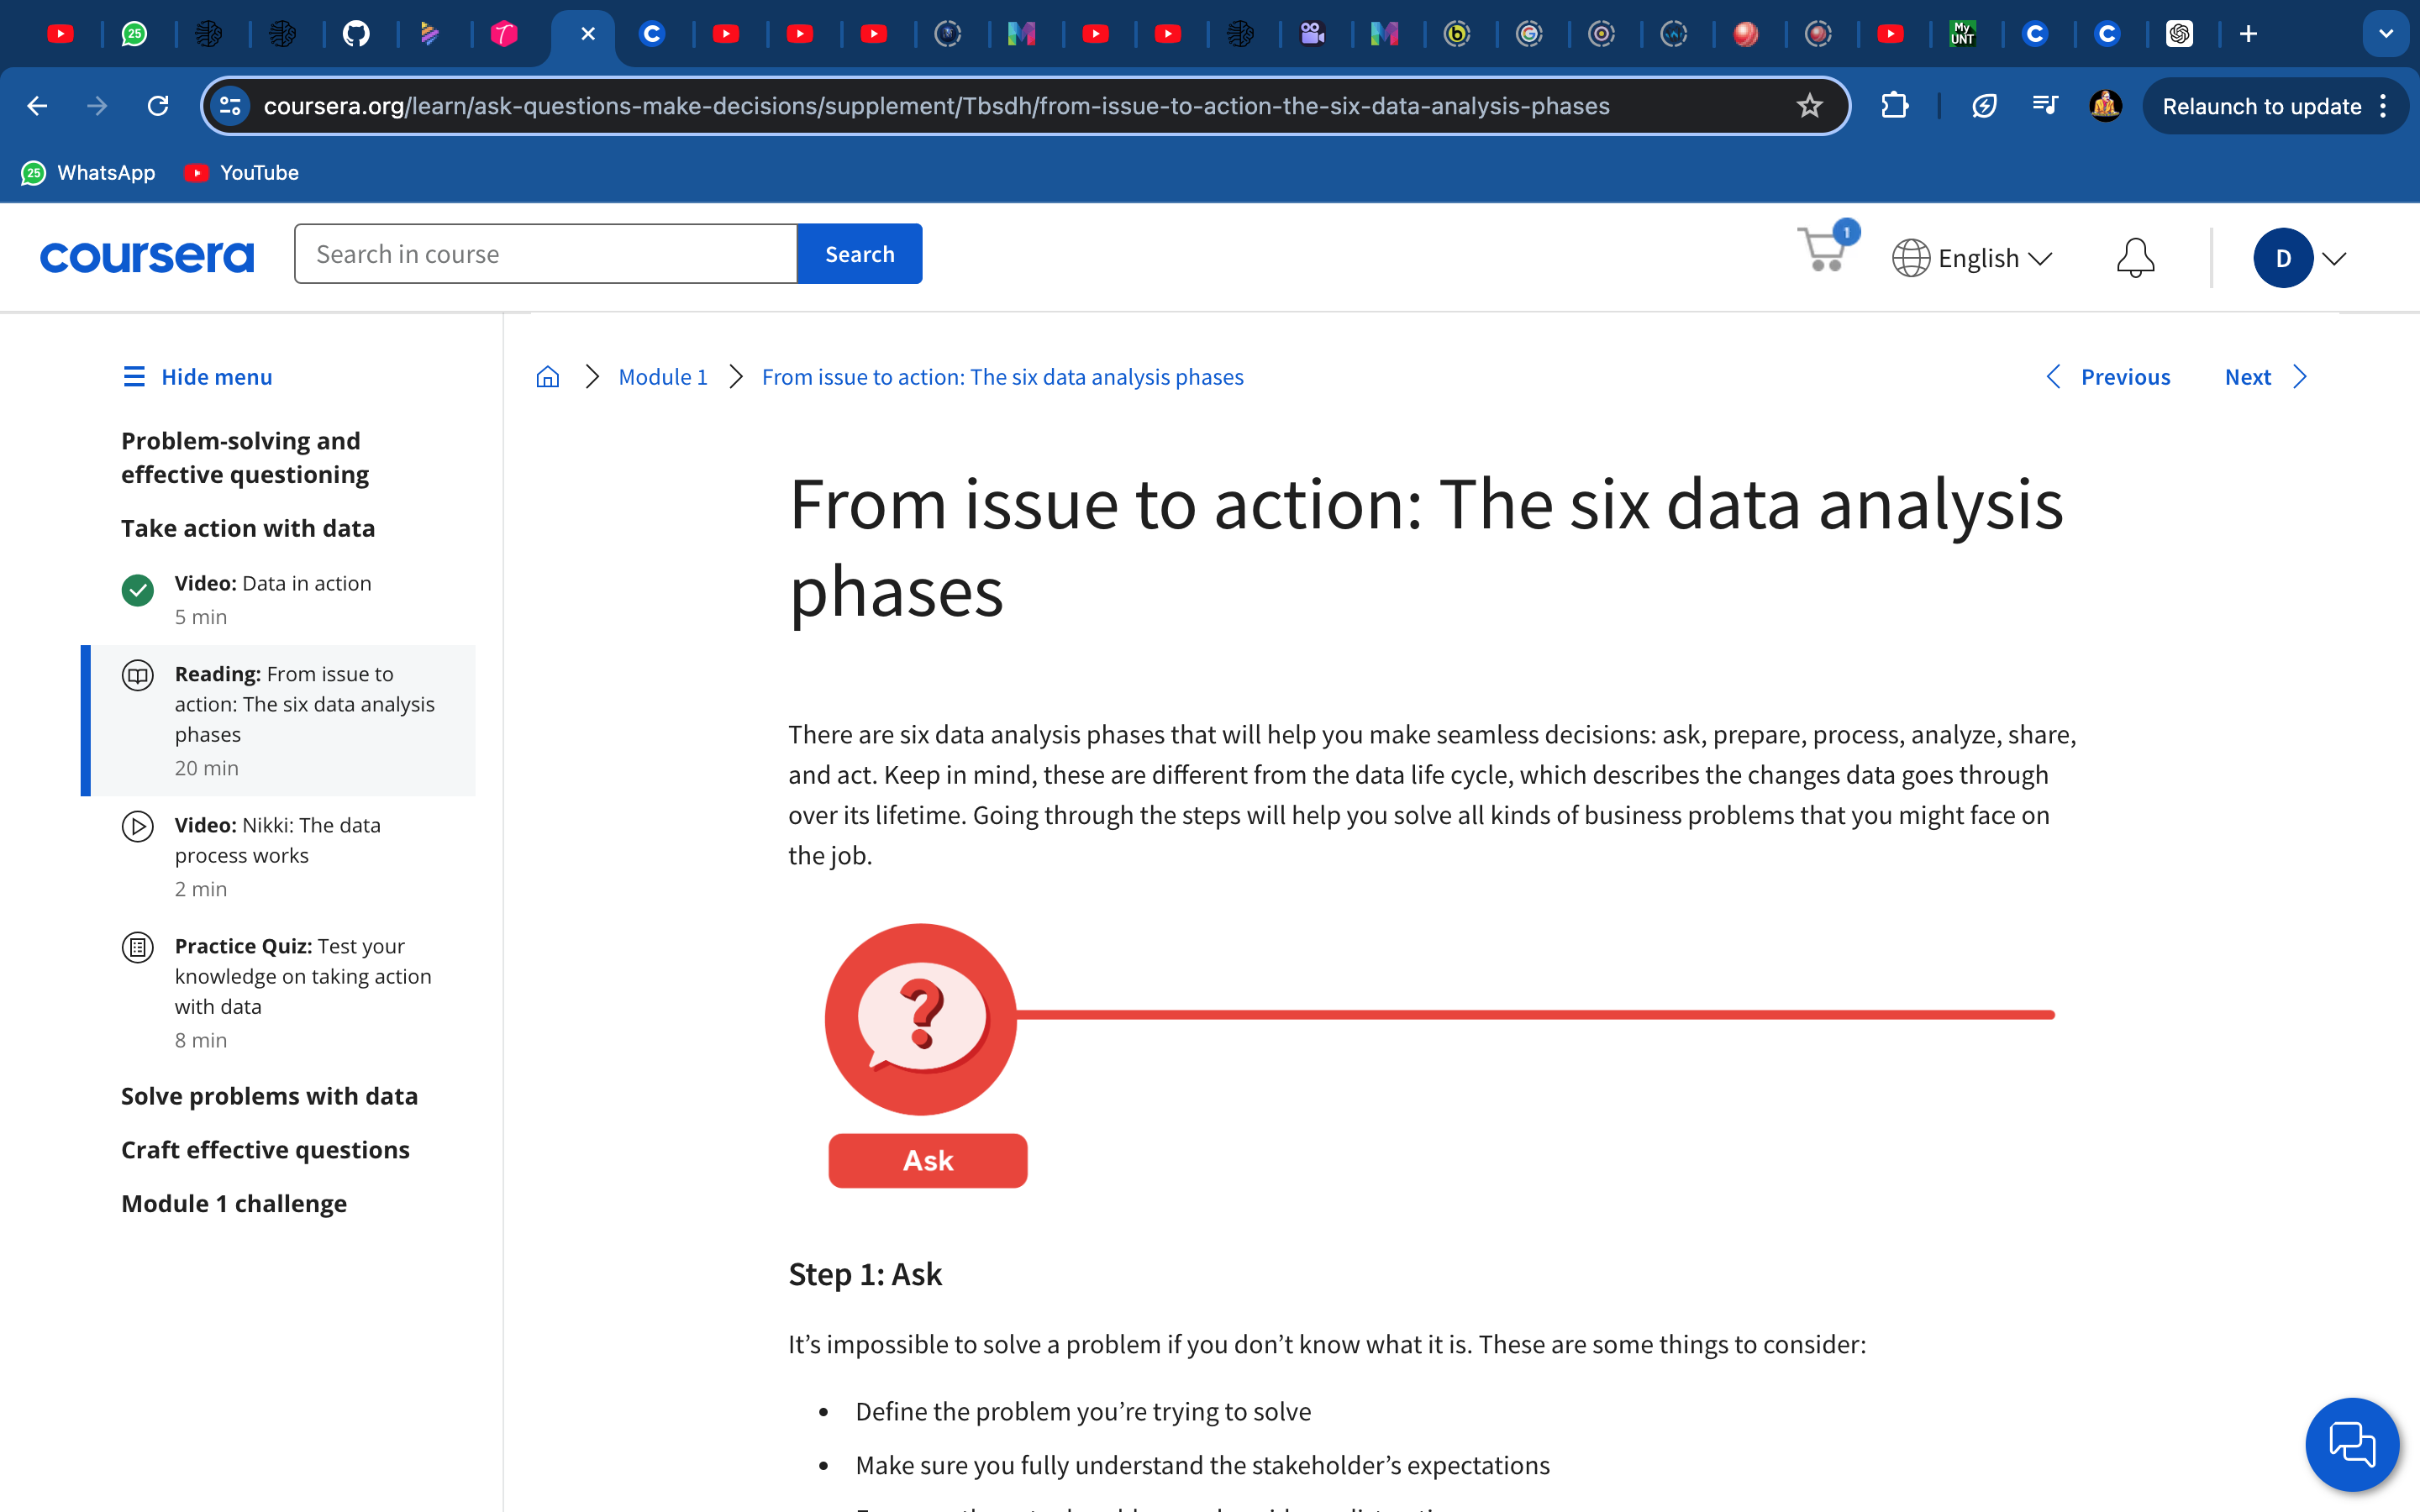 25
My
UNT
coursera.org/learn/ask-questions-make-decisions/supplement/Tbsdh/from-issue-to-action-the-six-data-analysis-phases
Relaunch to update
25 WhatsApp
YouTube
coursera
Search in course
Search
1
English
D
Hide menu
Problem-solving and
effective questioning
Take action with data
Video: Data in action
5 min
Reading: From issue to
action: The six data analysis
phases
20 min
Video: Nikki: The data
process works
2 min
Practice Quiz: Test your
knowledge on taking action
with data
8 min
Solve problems with data
Craft effective questions
Module 1 challenge
Module 1
From issue to action: The six data analysis phases
Previous
Next
From issue to action: The six data analysis
phases
There are six data analysis phases that will help you make seamless decisions: ask, prepare, process, analyze, share,
and act. Keep in mind, these are different from the data life cycle, which describes the changes data goes through
over its lifetime. Going through the steps will help you solve all kinds of business problems that you might face on
the job.
?
Ask
Step 1: Ask
It’s impossible to solve a problem if you don’t know what it is. These are some things to consider:
• Define the problem you’re trying to solve
• Make sure you fully understand the stakeholder’s expectations